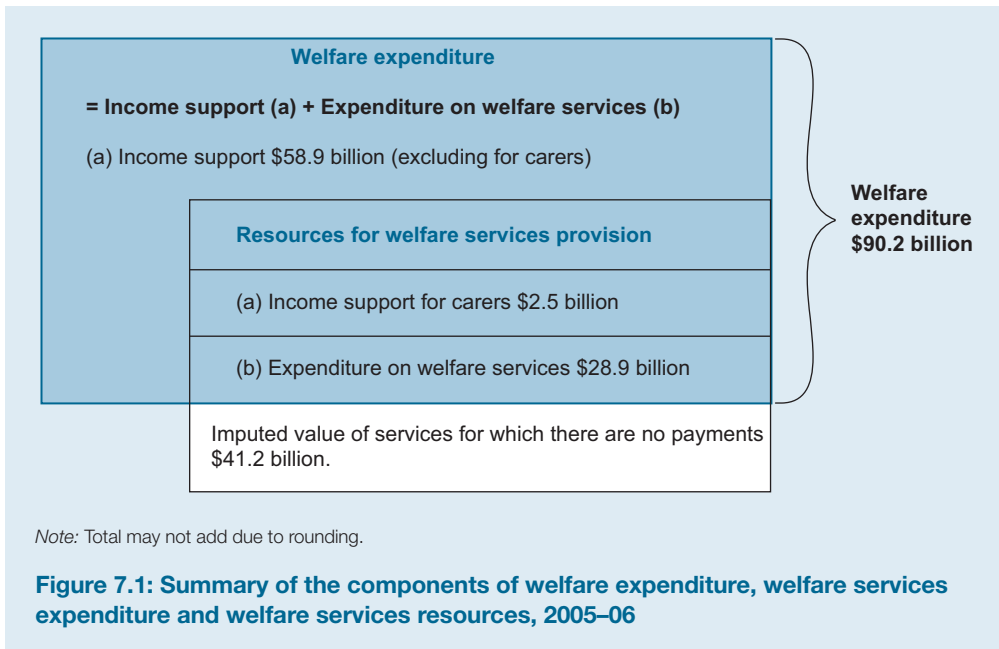 Welfare expenditure
= Income support (a) + Expenditure on welfare services (b)
(a) Income support $58.9 billion (excluding for carers)
Resources for welfare services provision
(a) Income support for carers $2.5 billion
(b) Expenditure on welfare services $28.9 billion
Imputed value of services for which there are no payments
$41.2 billion.
Welfare
expenditure
$90.2 billion
Note: Total may not add due to rounding.
Figure 7.1: Summary of the components of welfare expenditure, welfare services
expenditure and welfare services resources, 2005–06